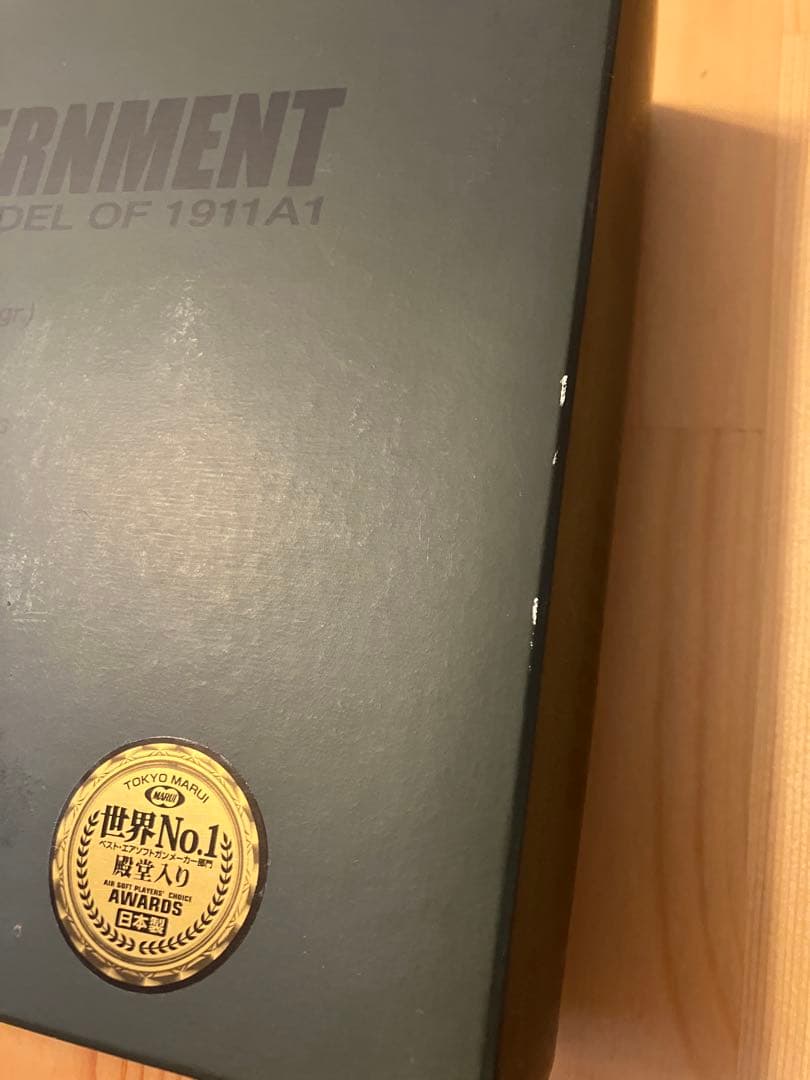 ERNMENT
DEL OF 1911A1
gr.)
TOKYO MARUI
MARUI
世界No.1
ベスト・エアソフトガンメーカー部門
殿堂入り
AIR SOFT PLAYERS' CHOICE
AWARDS
日本製